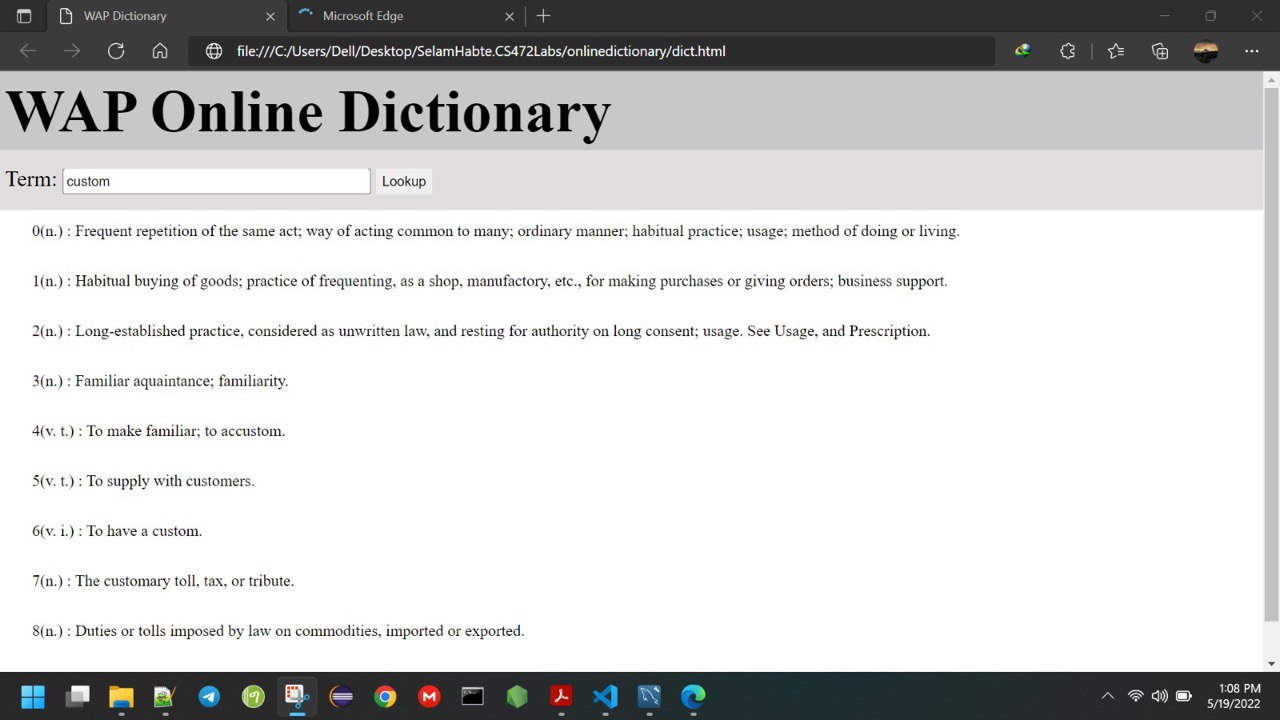 WAP Dictionary
Microsoft Edge
file:///C:/Users/Dell/Desktop/SelamHabte.CS472Labs/onlinedictionary/dict.html
WAP Online Dictionary
Term: custom Lookup
0(n.) : Frequent repetition of the same act; way of acting common to many; ordinary manner; habitual practice; usage; method of doing or living.
1(n.) : Habitual buying of goods; practice of frequenting, as a shop, manufactory, etc., for making purchases or giving orders; business support.
2(n.) : Long-established practice, considered as unwritten law, and resting for authority on long consent; usage. See Usage, and Prescription.
3(n.) : Familiar aquaintance; familiarity.
4(v. t.) : To make familiar; to accustom.
5(v. t.) : To supply with customers.
6(v. i.) : To have a custom.
7(n.) : The customary toll, tax, or tribute.
8(n.) : Duties or tolls imposed by law on commodities, imported or exported.
1:08 PM
5/19/2022